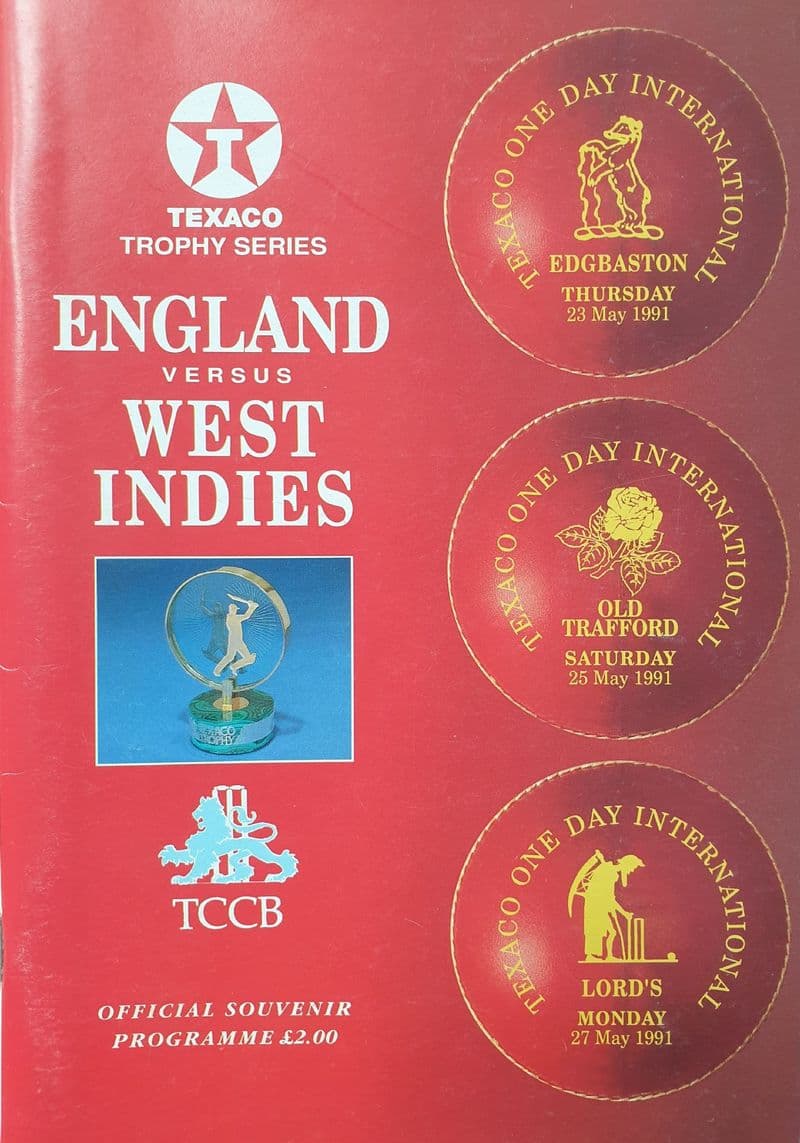 T
TEXACO
TROPHY SERIES
ENGLAND
VERSUS
WEST
INDIES
TEXACO
TROPHY
TCCB
OFFICIAL SOUVENIR
PROGRAMME £2.00
TEXACO ONE DAY INTERNATIONAL
EDGBASTON
THURSDAY
23 May 1991
TEXACO ONE DAY INTERNATIONAL
OLD
TRAFFORD
SATURDAY
25 May 1991
TEXACO ONE DAY INTERNATIONAL
LORD'S
MONDAY
27 May 1991